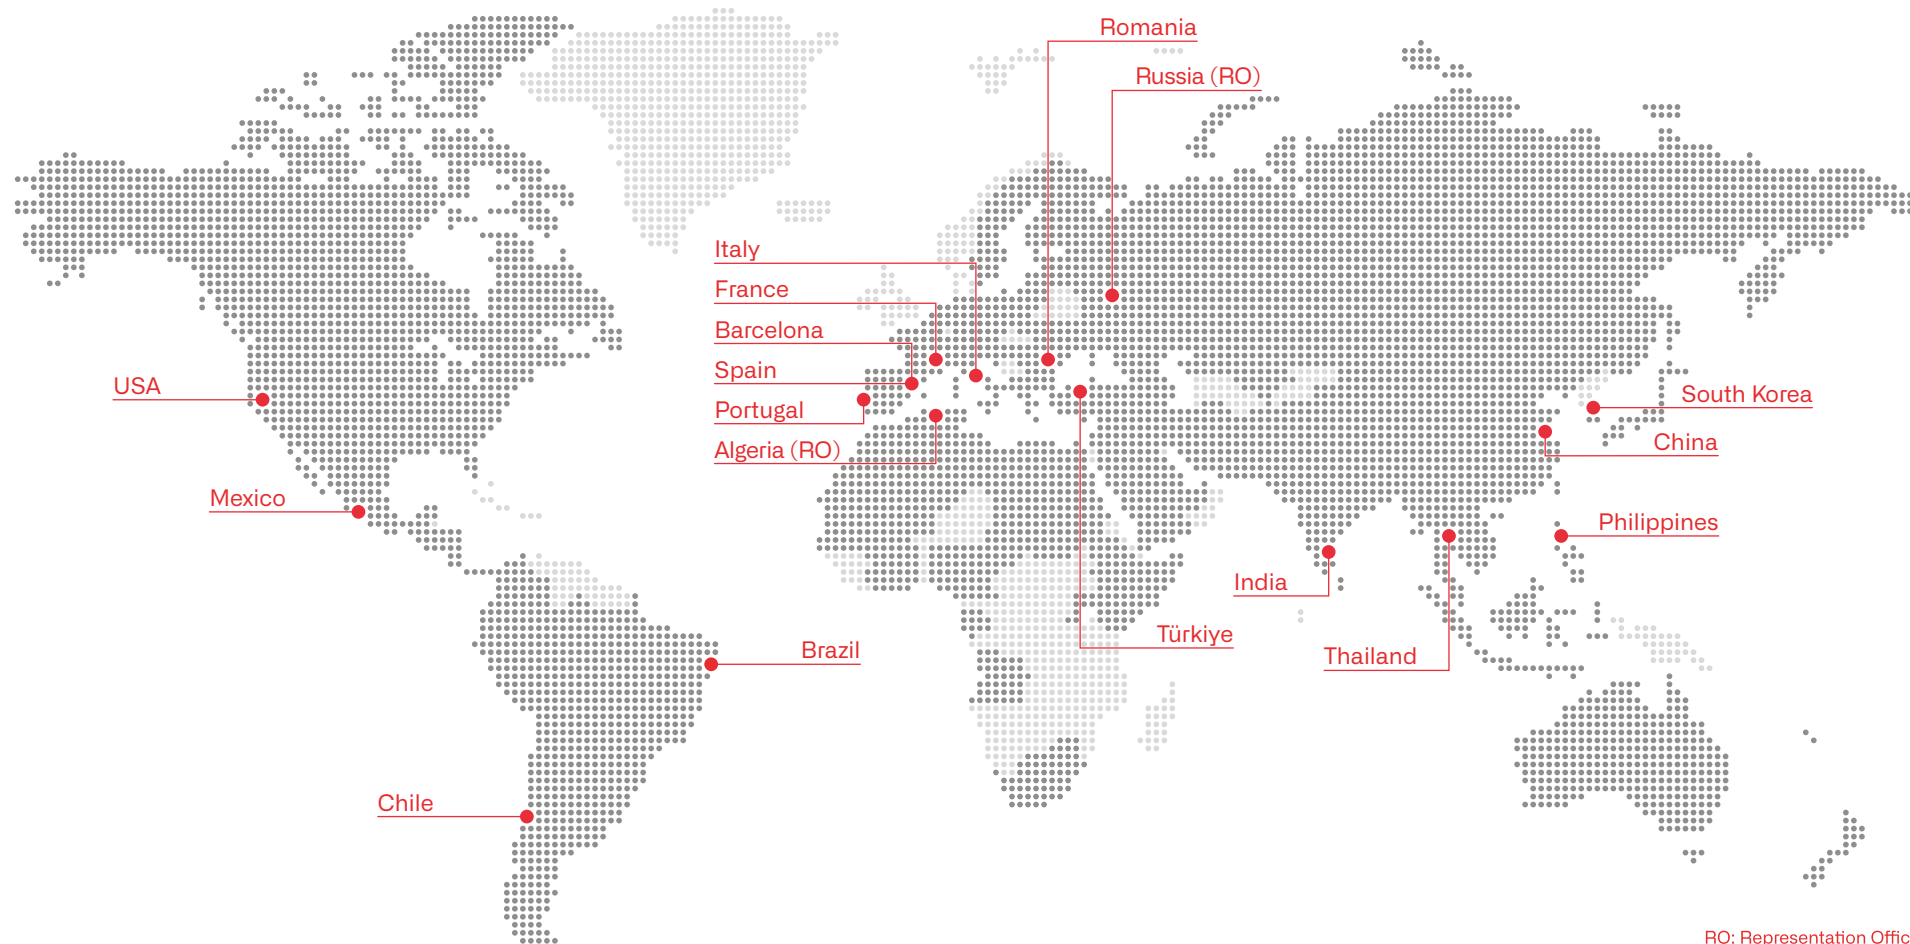 Romania
Russia (RO)
Italy
France
Barcelona
Spain
Portugal
Algeria (RO)
USA
Mexico
South Korea
China
Philippines
India
Türkiye
Thailand
Brazil
Chile
RO: Representation Offic